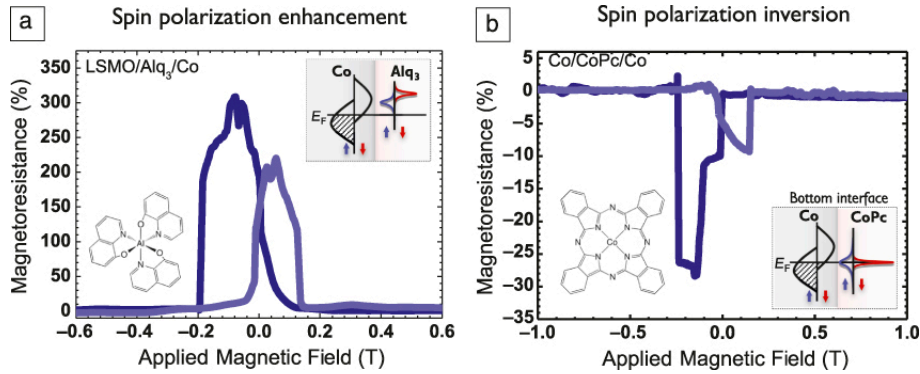 a
Spin polarization enhancement
LSMO/Alq3/Co
Co
Alq3
EF
Magnetoresistance (%)
350
300
250
200
150
100
50
0
N
N
N
O
O
O
Al
−0.6
−0.4
−0.2
0.0
0.2
0.4
0.6
Applied Magnetic Field (T)
b
Spin polarization inversion
Co/CoPc/Co
Magnetoresistance (%)
5
0
−5
−10
−15
−20
−25
−30
−35
N
N
N
N
Co
N
N
N
N
Bottom interface
Co
CoPc
EF
-1.0
-0.5
0.0
0.5
1.0
Applied Magnetic Field (T)